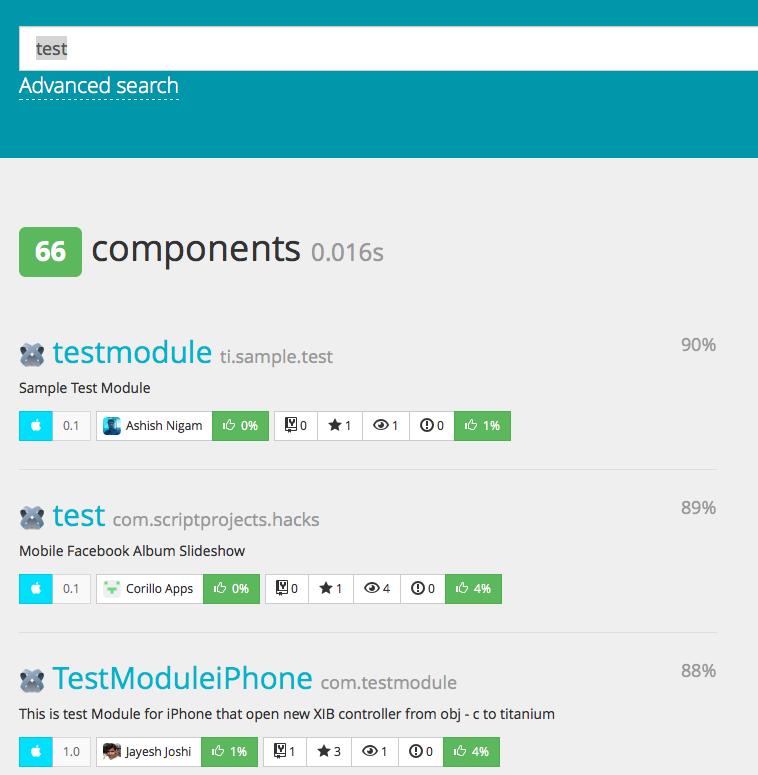 test
Advanced search
66 components 0.016s
testmodule ti.sample.test 90%
Sample Test Module
0.1 Ashish Nigam 0% 0 1 1 0 1%
test com.scriptprojects.hacks 89%
Mobile Facebook Album Slideshow
0.1 Corillo Apps 0% 0 1 4 0 4%
TestModuleiPhone com.testmodule 88%
This is test Module for iPhone that open new XIB controller from obj - c to titanium
1.0 Jayesh Joshi 1% 1 3 1 0 4%